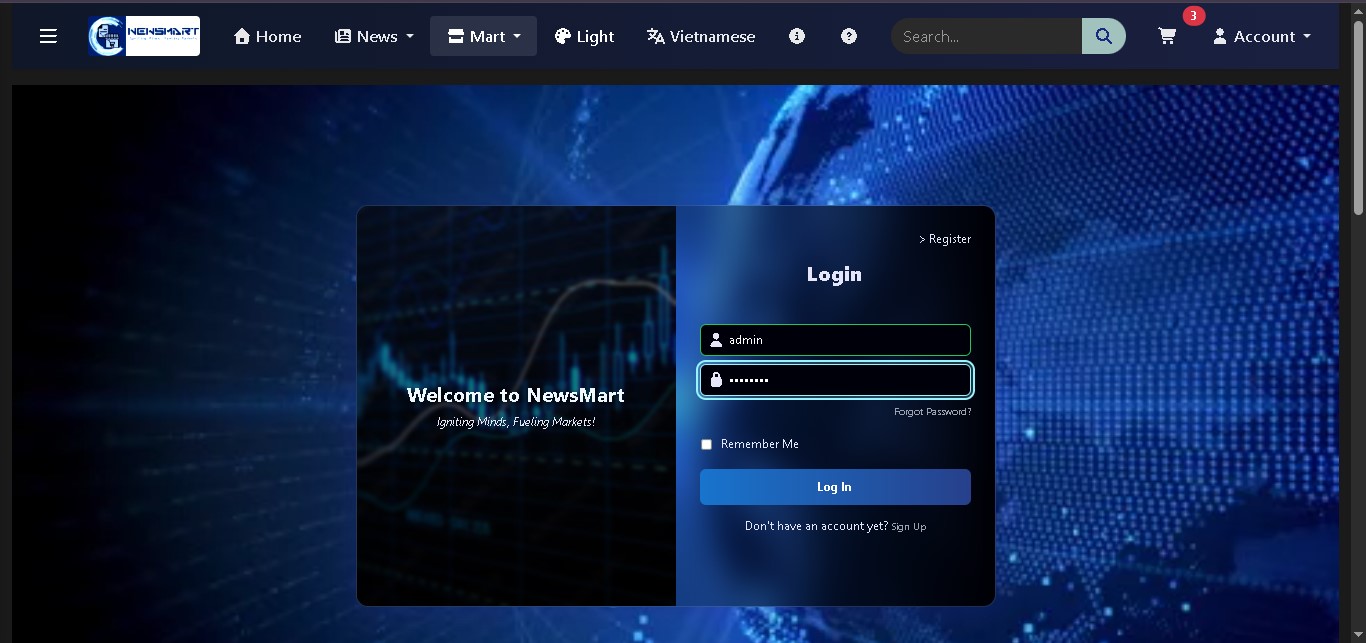 NEWSMART
Home
News
Mart
Light
Vietnamese
Search...
3
Account
> Register
Login
admin
Welcome to NewsMart
Igniting Minds, Fueling Markets!
Forgot Password?
Remember Me
Log In
Don't have an account yet? Sign Up